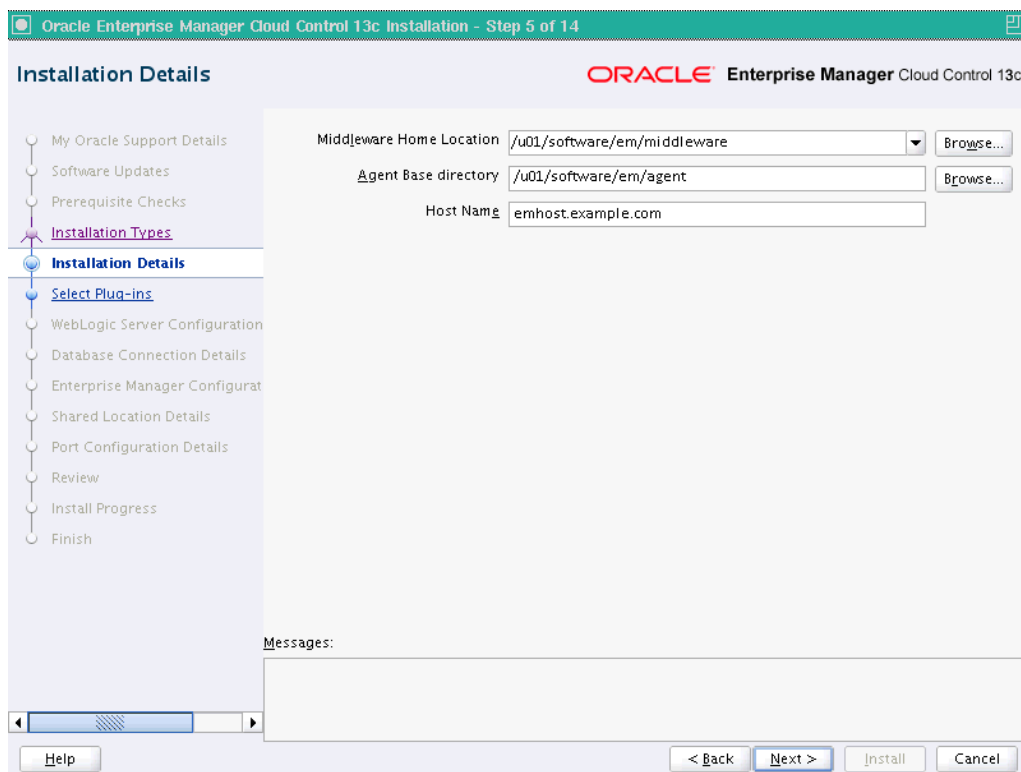 Oracle Enterprise Manager Cloud Control 13c Installation - Step 5 of 14
Installation Details
ORACLE Enterprise Manager Cloud Control 13c
My Oracle Support Details
Software Updates
Prerequisite Checks
Installation Types
Installation Details
Select Plug-ins
WebLogic Server Configuration
Database Connection Details
Enterprise Manager Configurat
Shared Location Details
Port Configuration Details
Review
Install Progress
Finish
Middleware Home Location /u01/software/em/middleware Browse...
Agent Base directory /u01/software/em/agent Browse...
Host Name emhost.example.com
Messages:
Help < Back Next > Install Cancel